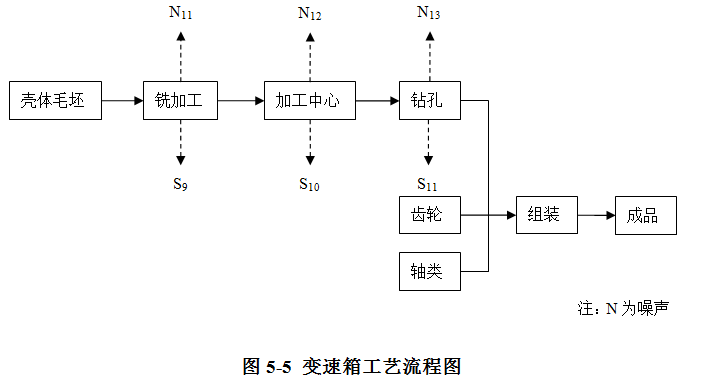 N11 N12 N13
壳体毛坯 铣加工 加工中心 钻孔
S9 S10 S11
齿轮 组装 成品
轴类
注：N 为噪声
图 5-5 变速箱工艺流程图